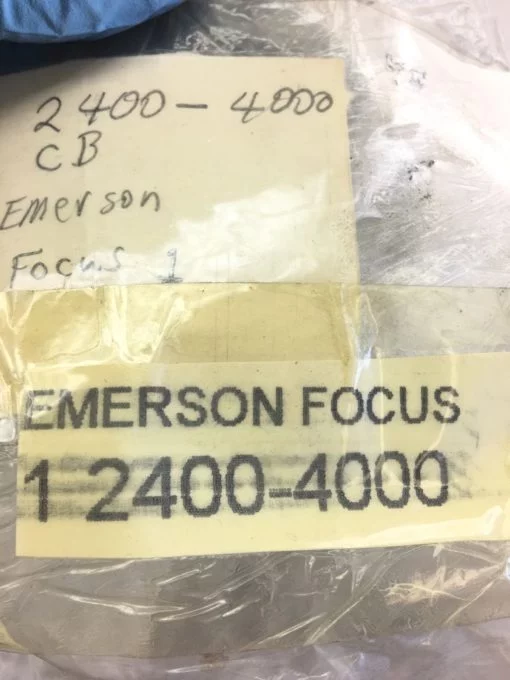 2400-4000
CB
Emerson
Focus 1
EMERSON FOCUS
1 2400-4000